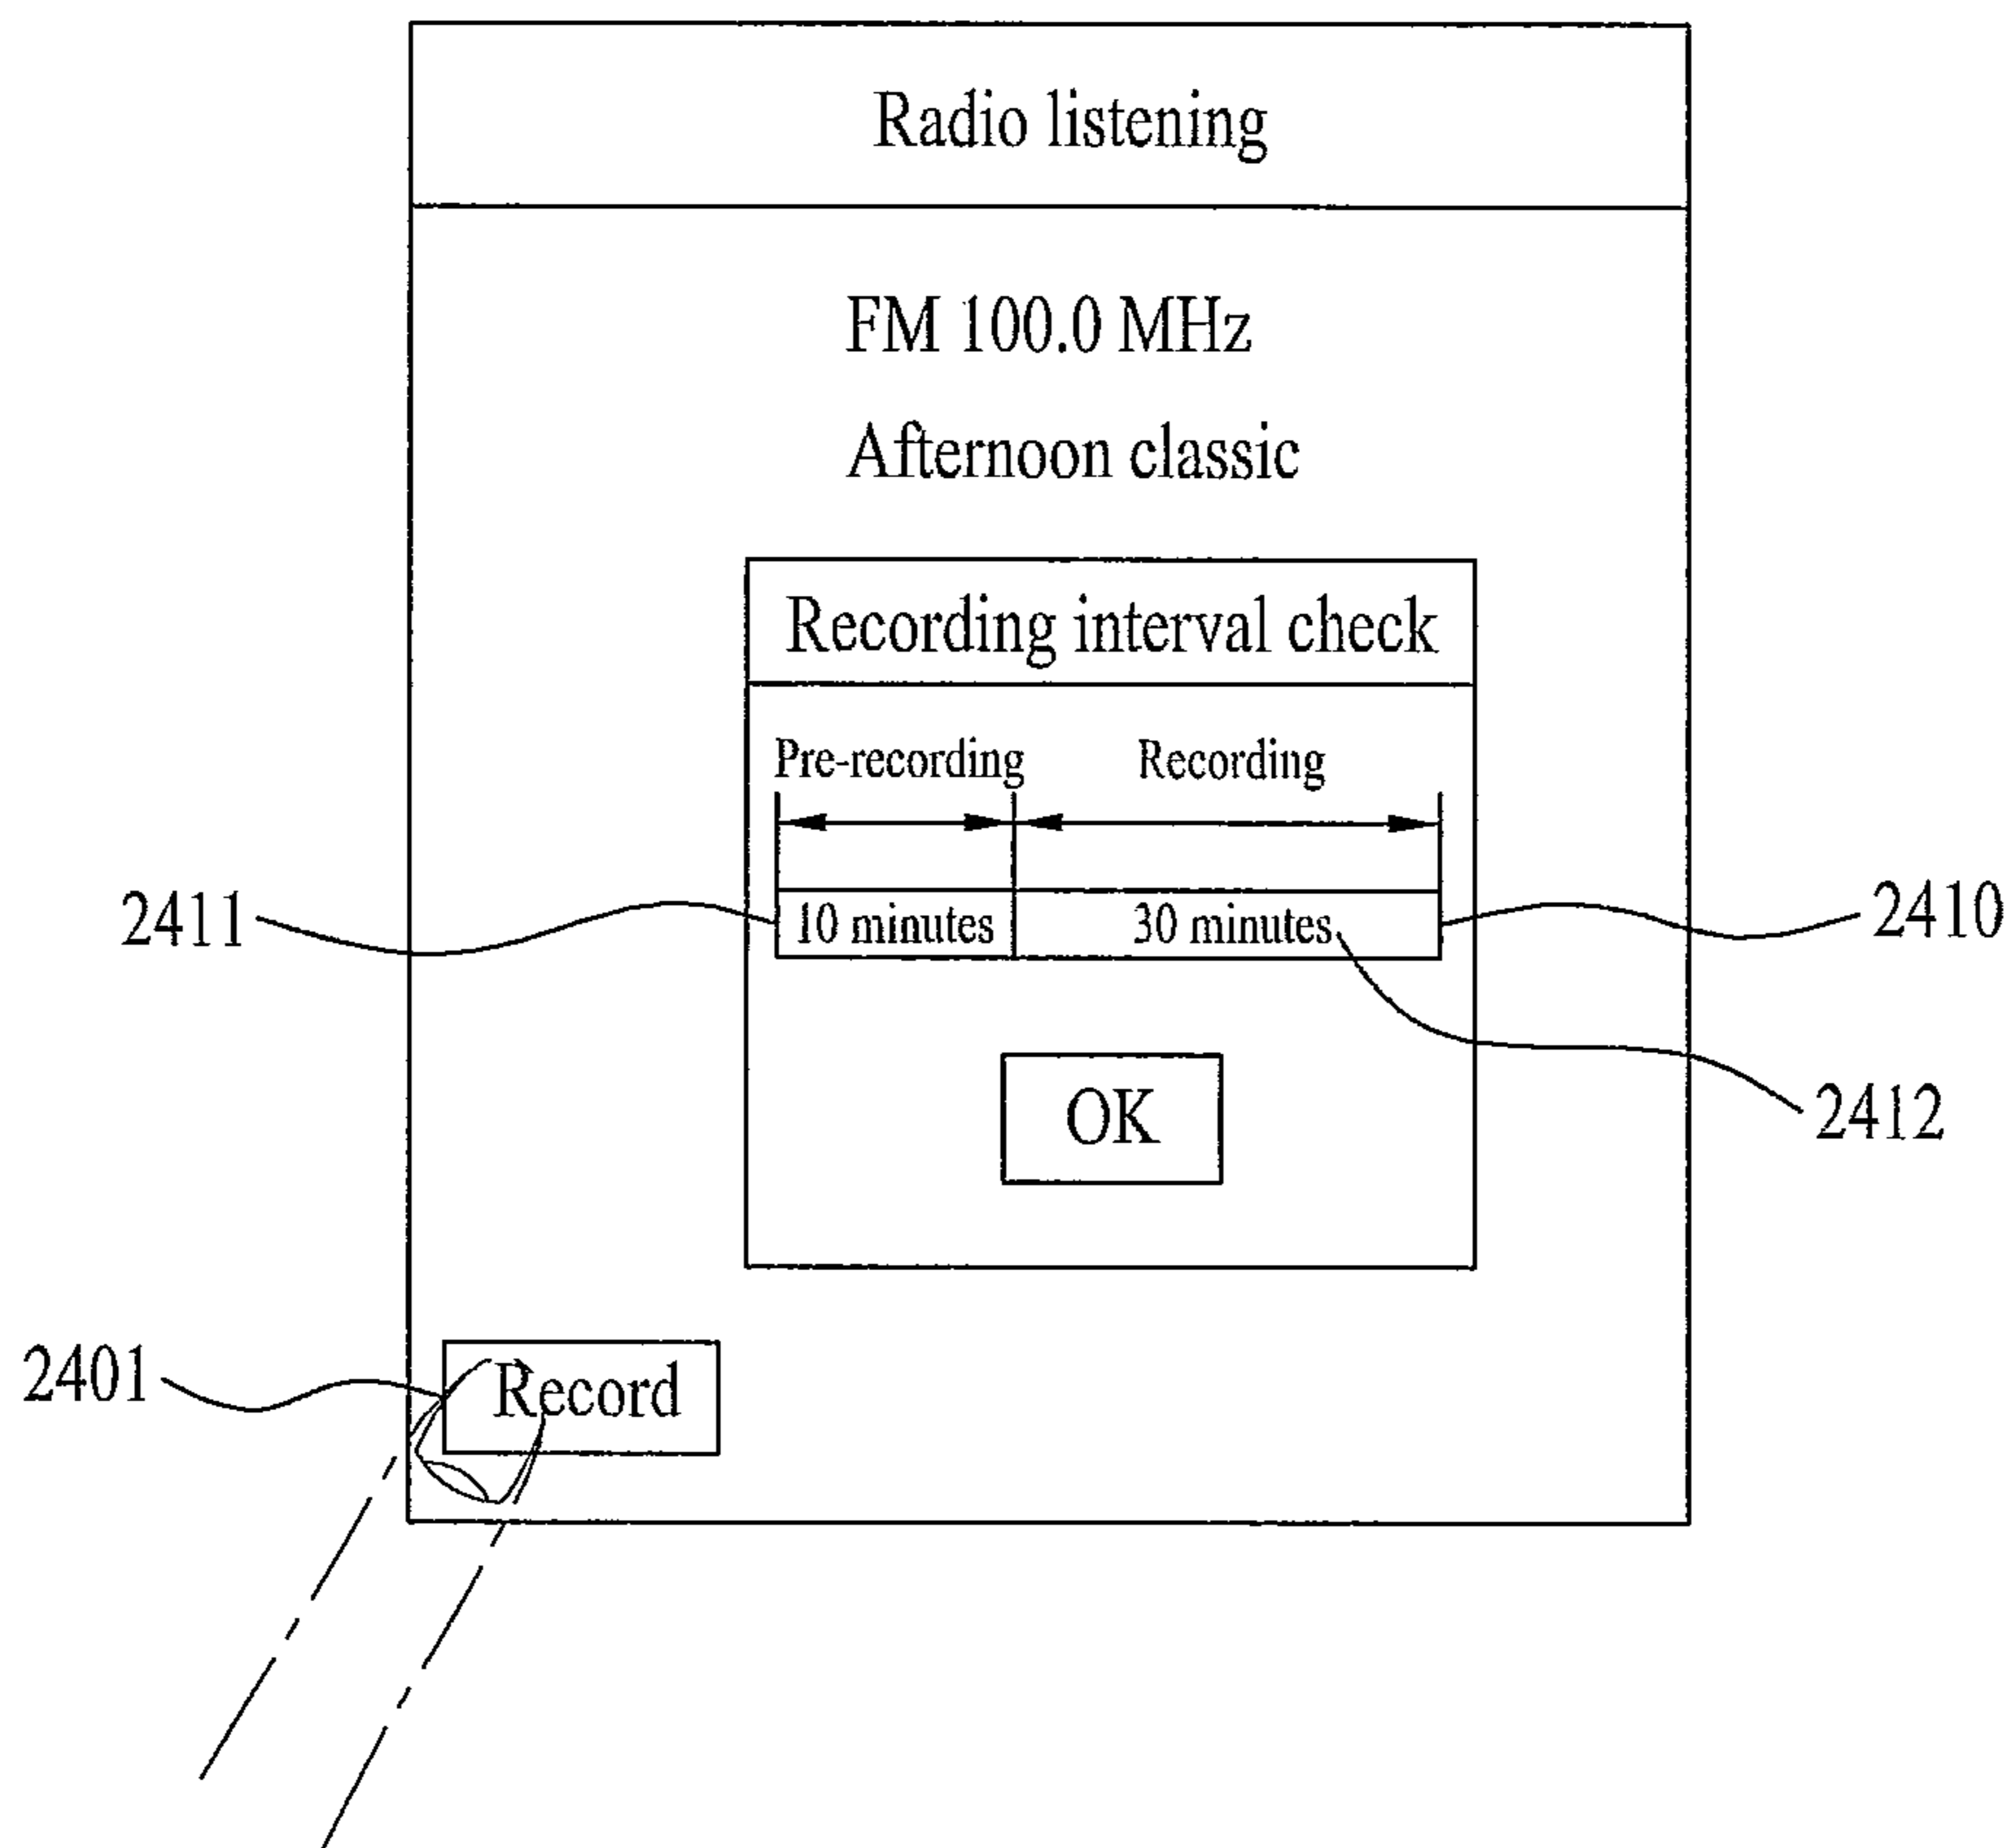 Radio listening
FM 100.0 MHz
Afternoon classic
Recording interval check
Pre-recording Recording
2411 10 minutes 30 minutes 2410
OK
2412
2401 Record